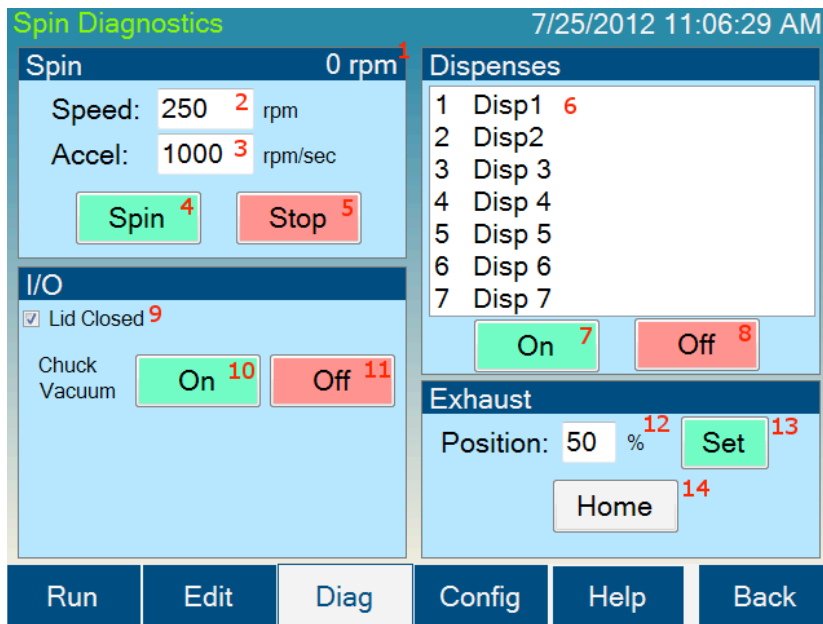 Spin Diagnostics 7/25/2012 11:06:29 AM
Spin 0 rpm 1
Speed: 250 2 rpm
Accel: 1000 3 rpm/sec
Spin 4 Stop 5
I/O
Lid Closed 9
Chuck
Vacuum On 10 Off 11
Dispenses
1 Disp1 6
2 Disp2
3 Disp 3
4 Disp 4
5 Disp 5
6 Disp 6
7 Disp 7
On 7 Off 8
Exhaust
Position: 50 % 12 Set 13
Home 14
Run Edit Diag Config Help Back